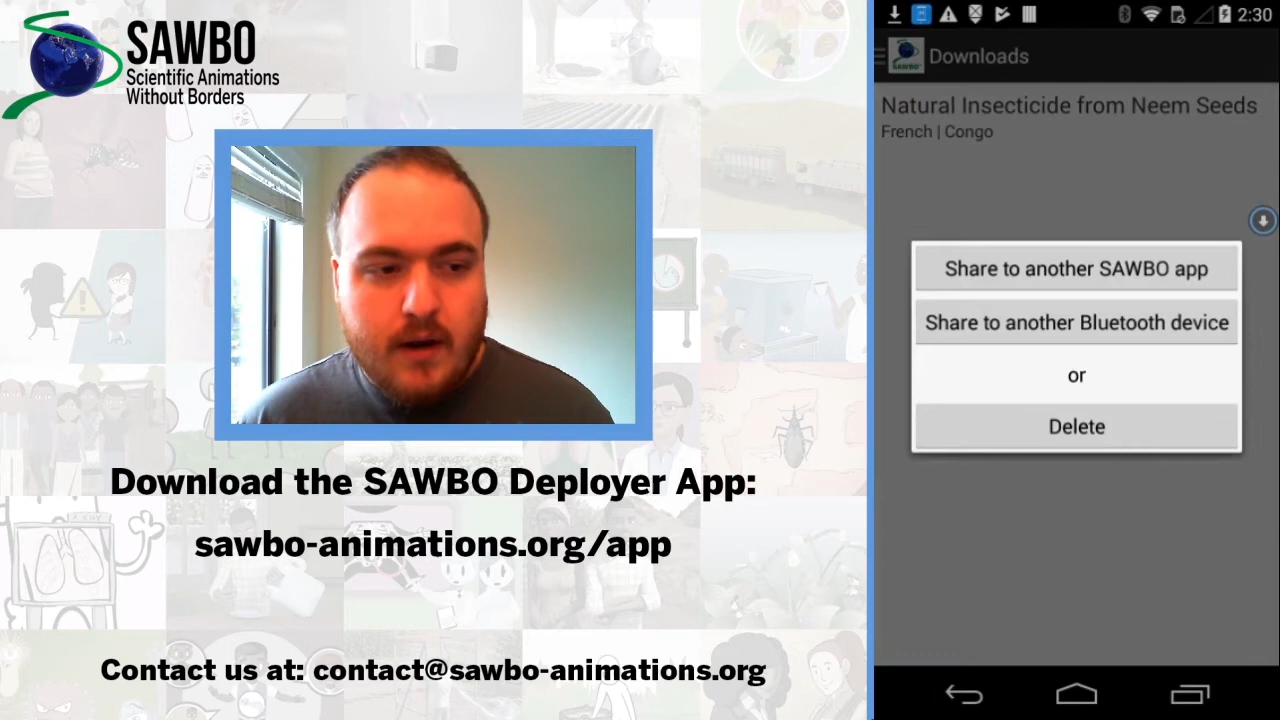 SAWBO
Scientific Animations
Without Borders
Download the SAWBO Deployer App:
sawbo-animations.org/app
Contact us at: contact@sawbo-animations.org
2:30
SAWBO
Downloads
Natural Insecticide from Neem Seeds
French | Congo
Share to another SAWBO app
Share to another Bluetooth device
or
Delete